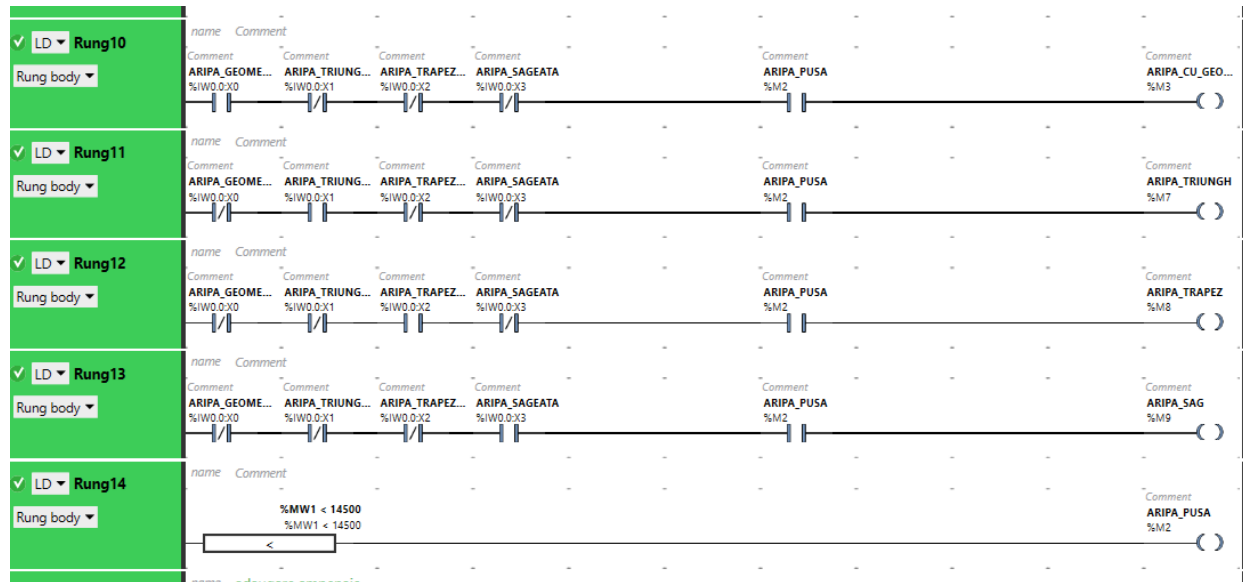 name Comment
LD Rung10
Comment Comment Comment Comment Comment Comment
Rung body ARIPA_GEOME... ARIPA_TRIUNG... ARIPA_TRAPEZ... ARIPA_SAGEATA ARIPA_PUSA ARIPA_CU_GEO...
%IW0.0:X0 %IW0.0:X1 %IW0.0:X2 %IW0.0:X3 %M2 %M3
name Comment
LD Rung11
Comment Comment Comment Comment Comment Comment
Rung body ARIPA_GEOME... ARIPA_TRIUNG... ARIPA_TRAPEZ... ARIPA_SAGEATA ARIPA_PUSA ARIPA_TRIUNGH
%IW0.0:X0 %IW0.0:X1 %IW0.0:X2 %IW0.0:X3 %M2 %M7
name Comment
LD Rung12
Comment Comment Comment Comment Comment Comment
Rung body ARIPA_GEOME... ARIPA_TRIUNG... ARIPA_TRAPEZ... ARIPA_SAGEATA ARIPA_PUSA ARIPA_TRAPEZ
%IW0.0:X0 %IW0.0:X1 %IW0.0:X2 %IW0.0:X3 %M2 %M8
name Comment
LD Rung13
Comment Comment Comment Comment Comment Comment
Rung body ARIPA_GEOME... ARIPA_TRIUNG... ARIPA_TRAPEZ... ARIPA_SAGEATA ARIPA_PUSA ARIPA_SAG
%IW0.0:X0 %IW0.0:X1 %IW0.0:X2 %IW0.0:X3 %M2 %M9
name Comment
LD Rung14
Comment
Rung body %MW1 < 14500 ARIPA_PUSA
%MW1 < 14500 %M2
<
name